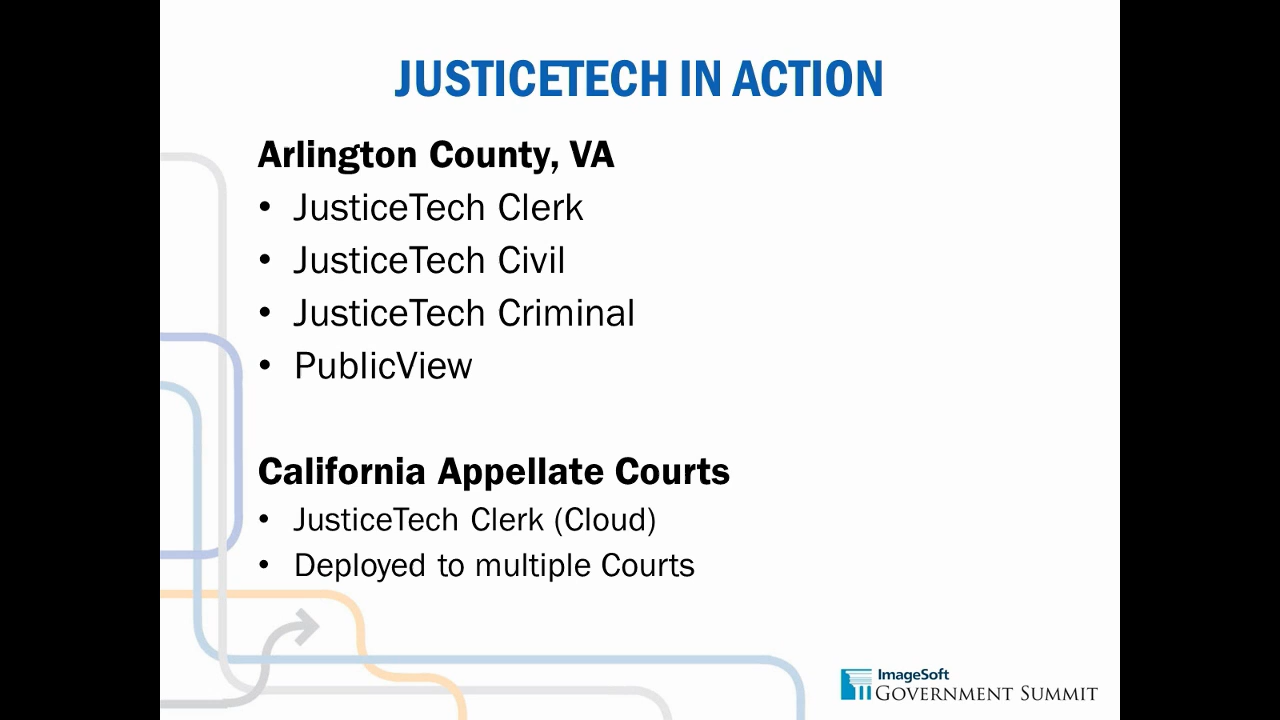 JUSTICETECH IN ACTION
Arlington County, VA
• JusticeTech Clerk
• JusticeTech Civil
• JusticeTech Criminal
• PublicView
California Appellate Courts
• JusticeTech Clerk (Cloud)
• Deployed to multiple Courts
ImageSoft
GOVERNMENT SUMMIT